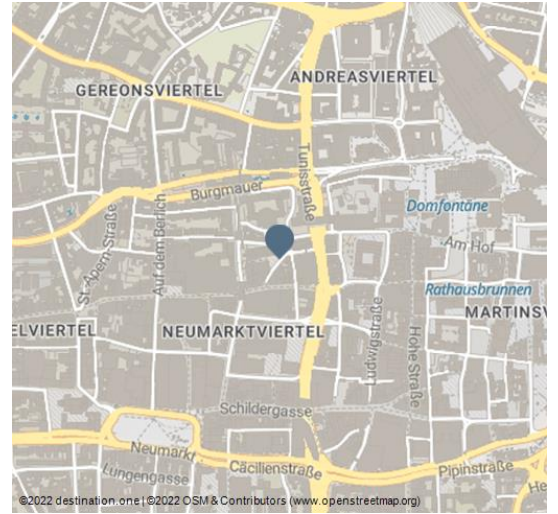 ANDREASVIERTEL
GEREONSVIERTEL
Tunisstraße
Burgmauer
Domfontäne
St.-Apern-Straße
Auf dem Berlich
Am Hof
Rathausbrunnen
MARTINSV
ELVIERTEL
NEUMARKTVIERTEL
Ludwigstraße
Hohe Straße
Schildergasse
Neumarkt
Cäcilienstraße
Pipinstraße
Lungengasse
He
©2022 destination.one | ©2022 OSM & Contributors (www.openstreetmap.org)